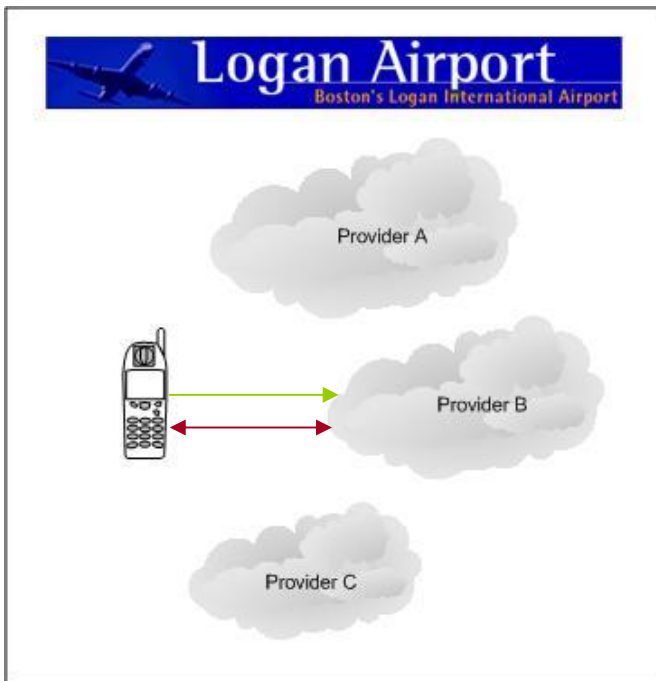 Logan Airport
Boston's Logan International Airport
Provider A
Provider B
Provider C